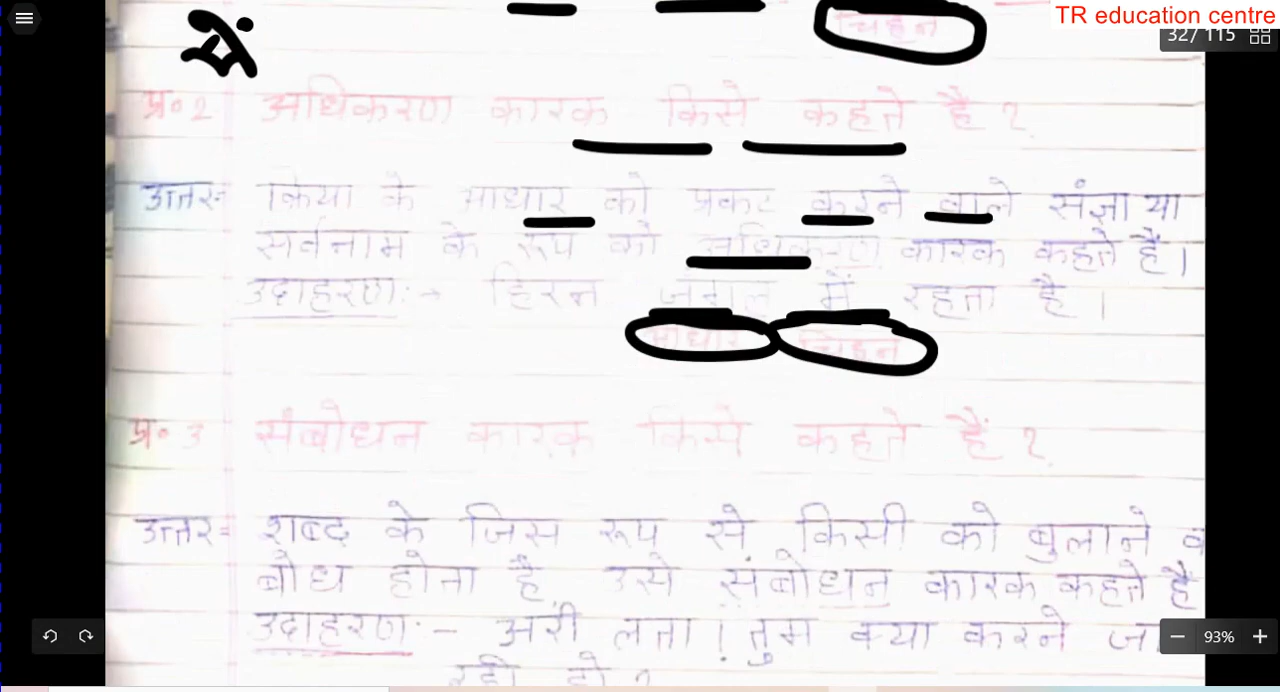 TR education centre
चिह्न
32/115
में
प्र॰2 अधिकरण कारक किसे कहते है ?
उत्तर:- क्रिया के आधार को प्रकट करने वाले संज्ञा या
सर्वनाम के रूप को अधिकरण कारक कहते हैं।
उदाहरण:- हिरन जंगल में रहता है ।
आधार चिह्न
प्र॰ 3 संबोधन कारक किसे कहते हैं ?
उत्तर= शब्द के जिस रूप से किसी को बुलाने
बोध होता है, उसे संबोधन कारक कहते है
उदाहरण:- अरी लता ! तुम क्या करने
93%
रही हो ?